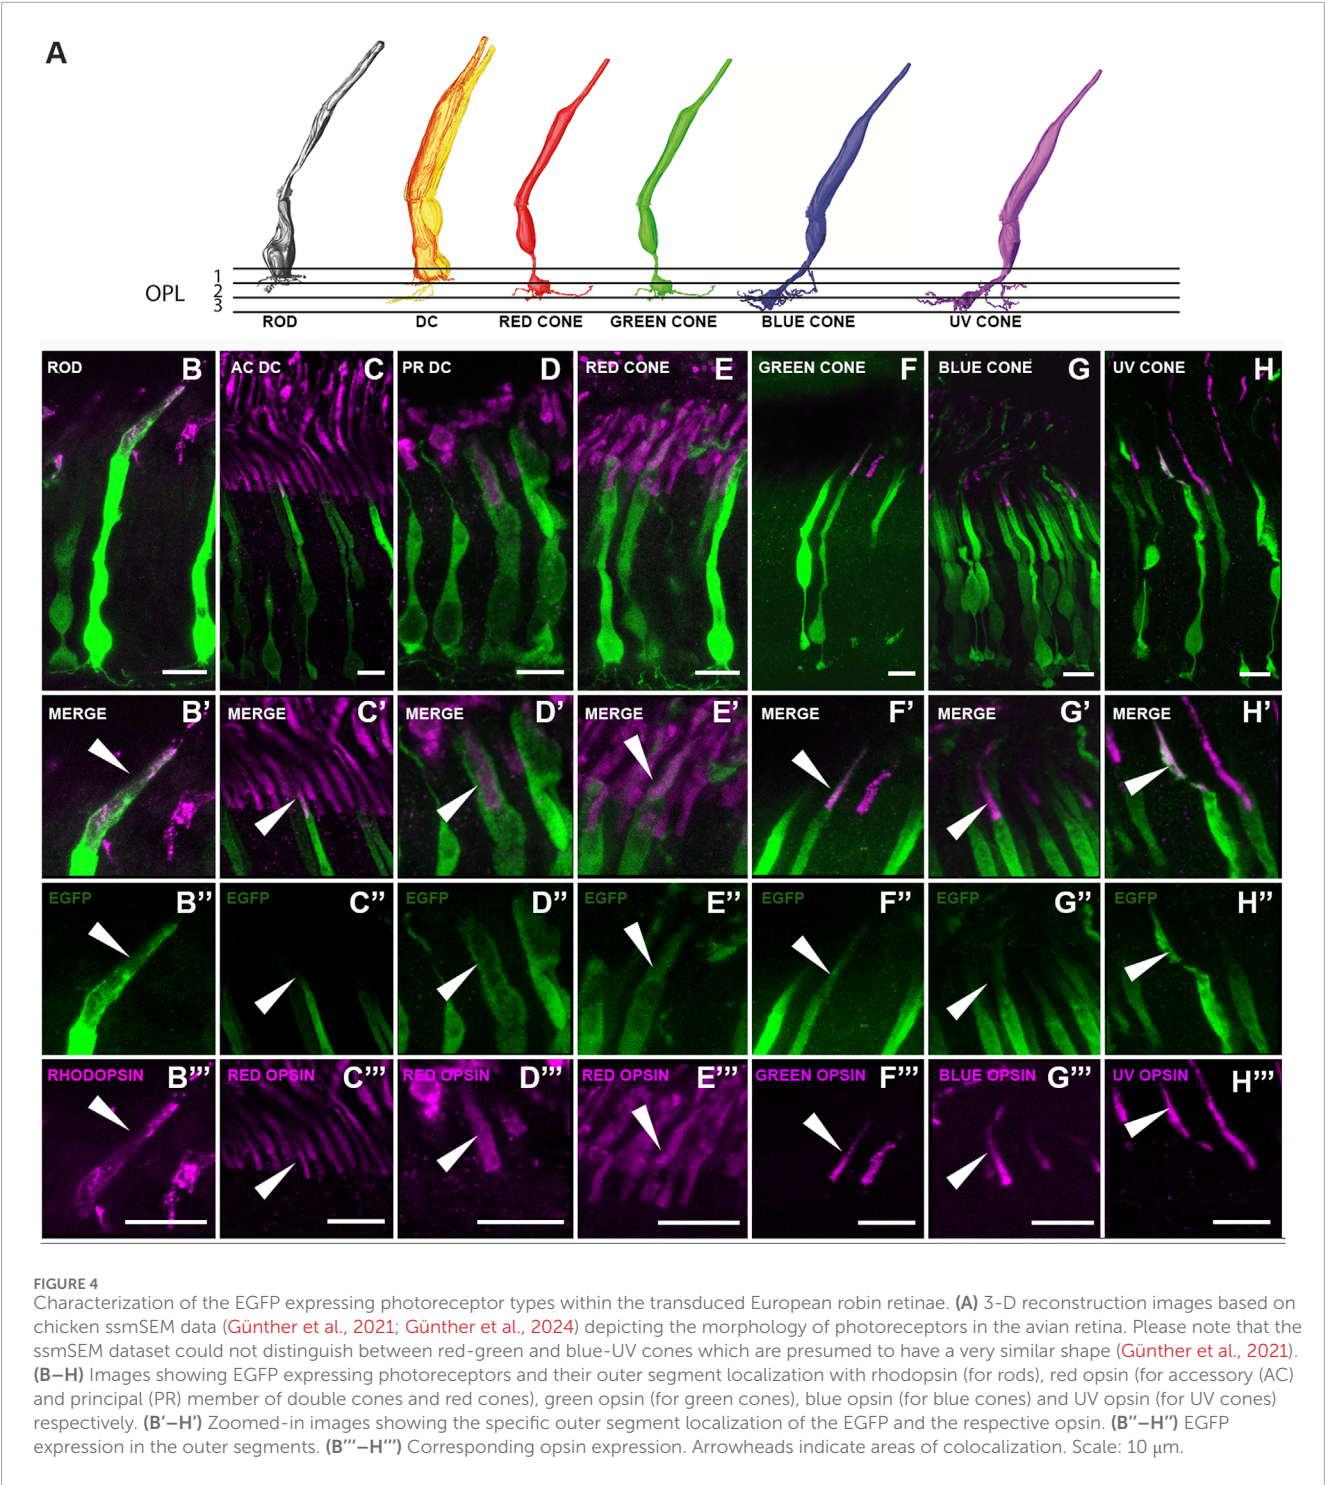 A
OPL
1
2
3
ROD
DC
RED CONE
GREEN CONE
BLUE CONE
UV CONE
ROD B
AC DC C
PR DC D
RED CONE E
GREEN CONE F
BLUE CONE G
UV CONE H
MERGE B’
MERGE C’
MERGE D’
MERGE E’
MERGE F’
MERGE G’
MERGE H’
EGFP B’’
EGFP C’’
EGFP D’’
EGFP E’’
EGFP F’’
EGFP G’’
EGFP H’’
RHODOPSIN B’’’
RED OPSIN C’’’
RED OPSIN D’’’
RED OPSIN E’’’
GREEN OPSIN F’’’
BLUE OPSIN G’’’
UV OPSIN H’’’
FIGURE 4
Characterization of the EGFP expressing photoreceptor types within the transduced European robin retinae. (A) 3-D reconstruction images based on
chicken ssmSEM data (Günther et al., 2021; Günther et al., 2024) depicting the morphology of photoreceptors in the avian retina. Please note that the
ssmSEM dataset could not distinguish between red-green and blue-UV cones which are presumed to have a very similar shape (Günther et al., 2021).
(B–H) Images showing EGFP expressing photoreceptors and their outer segment localization with rhodopsin (for rods), red opsin (for accessory (AC)
and principal (PR) member of double cones and red cones), green opsin (for green cones), blue opsin (for blue cones) and UV opsin (for UV cones)
respectively. (B’–H’) Zoomed-in images showing the specific outer segment localization of the EGFP and the respective opsin. (B’’–H’’) EGFP
expression in the outer segments. (B’’’–H’’’) Corresponding opsin expression. Arrowheads indicate areas of colocalization. Scale: 10 μm.